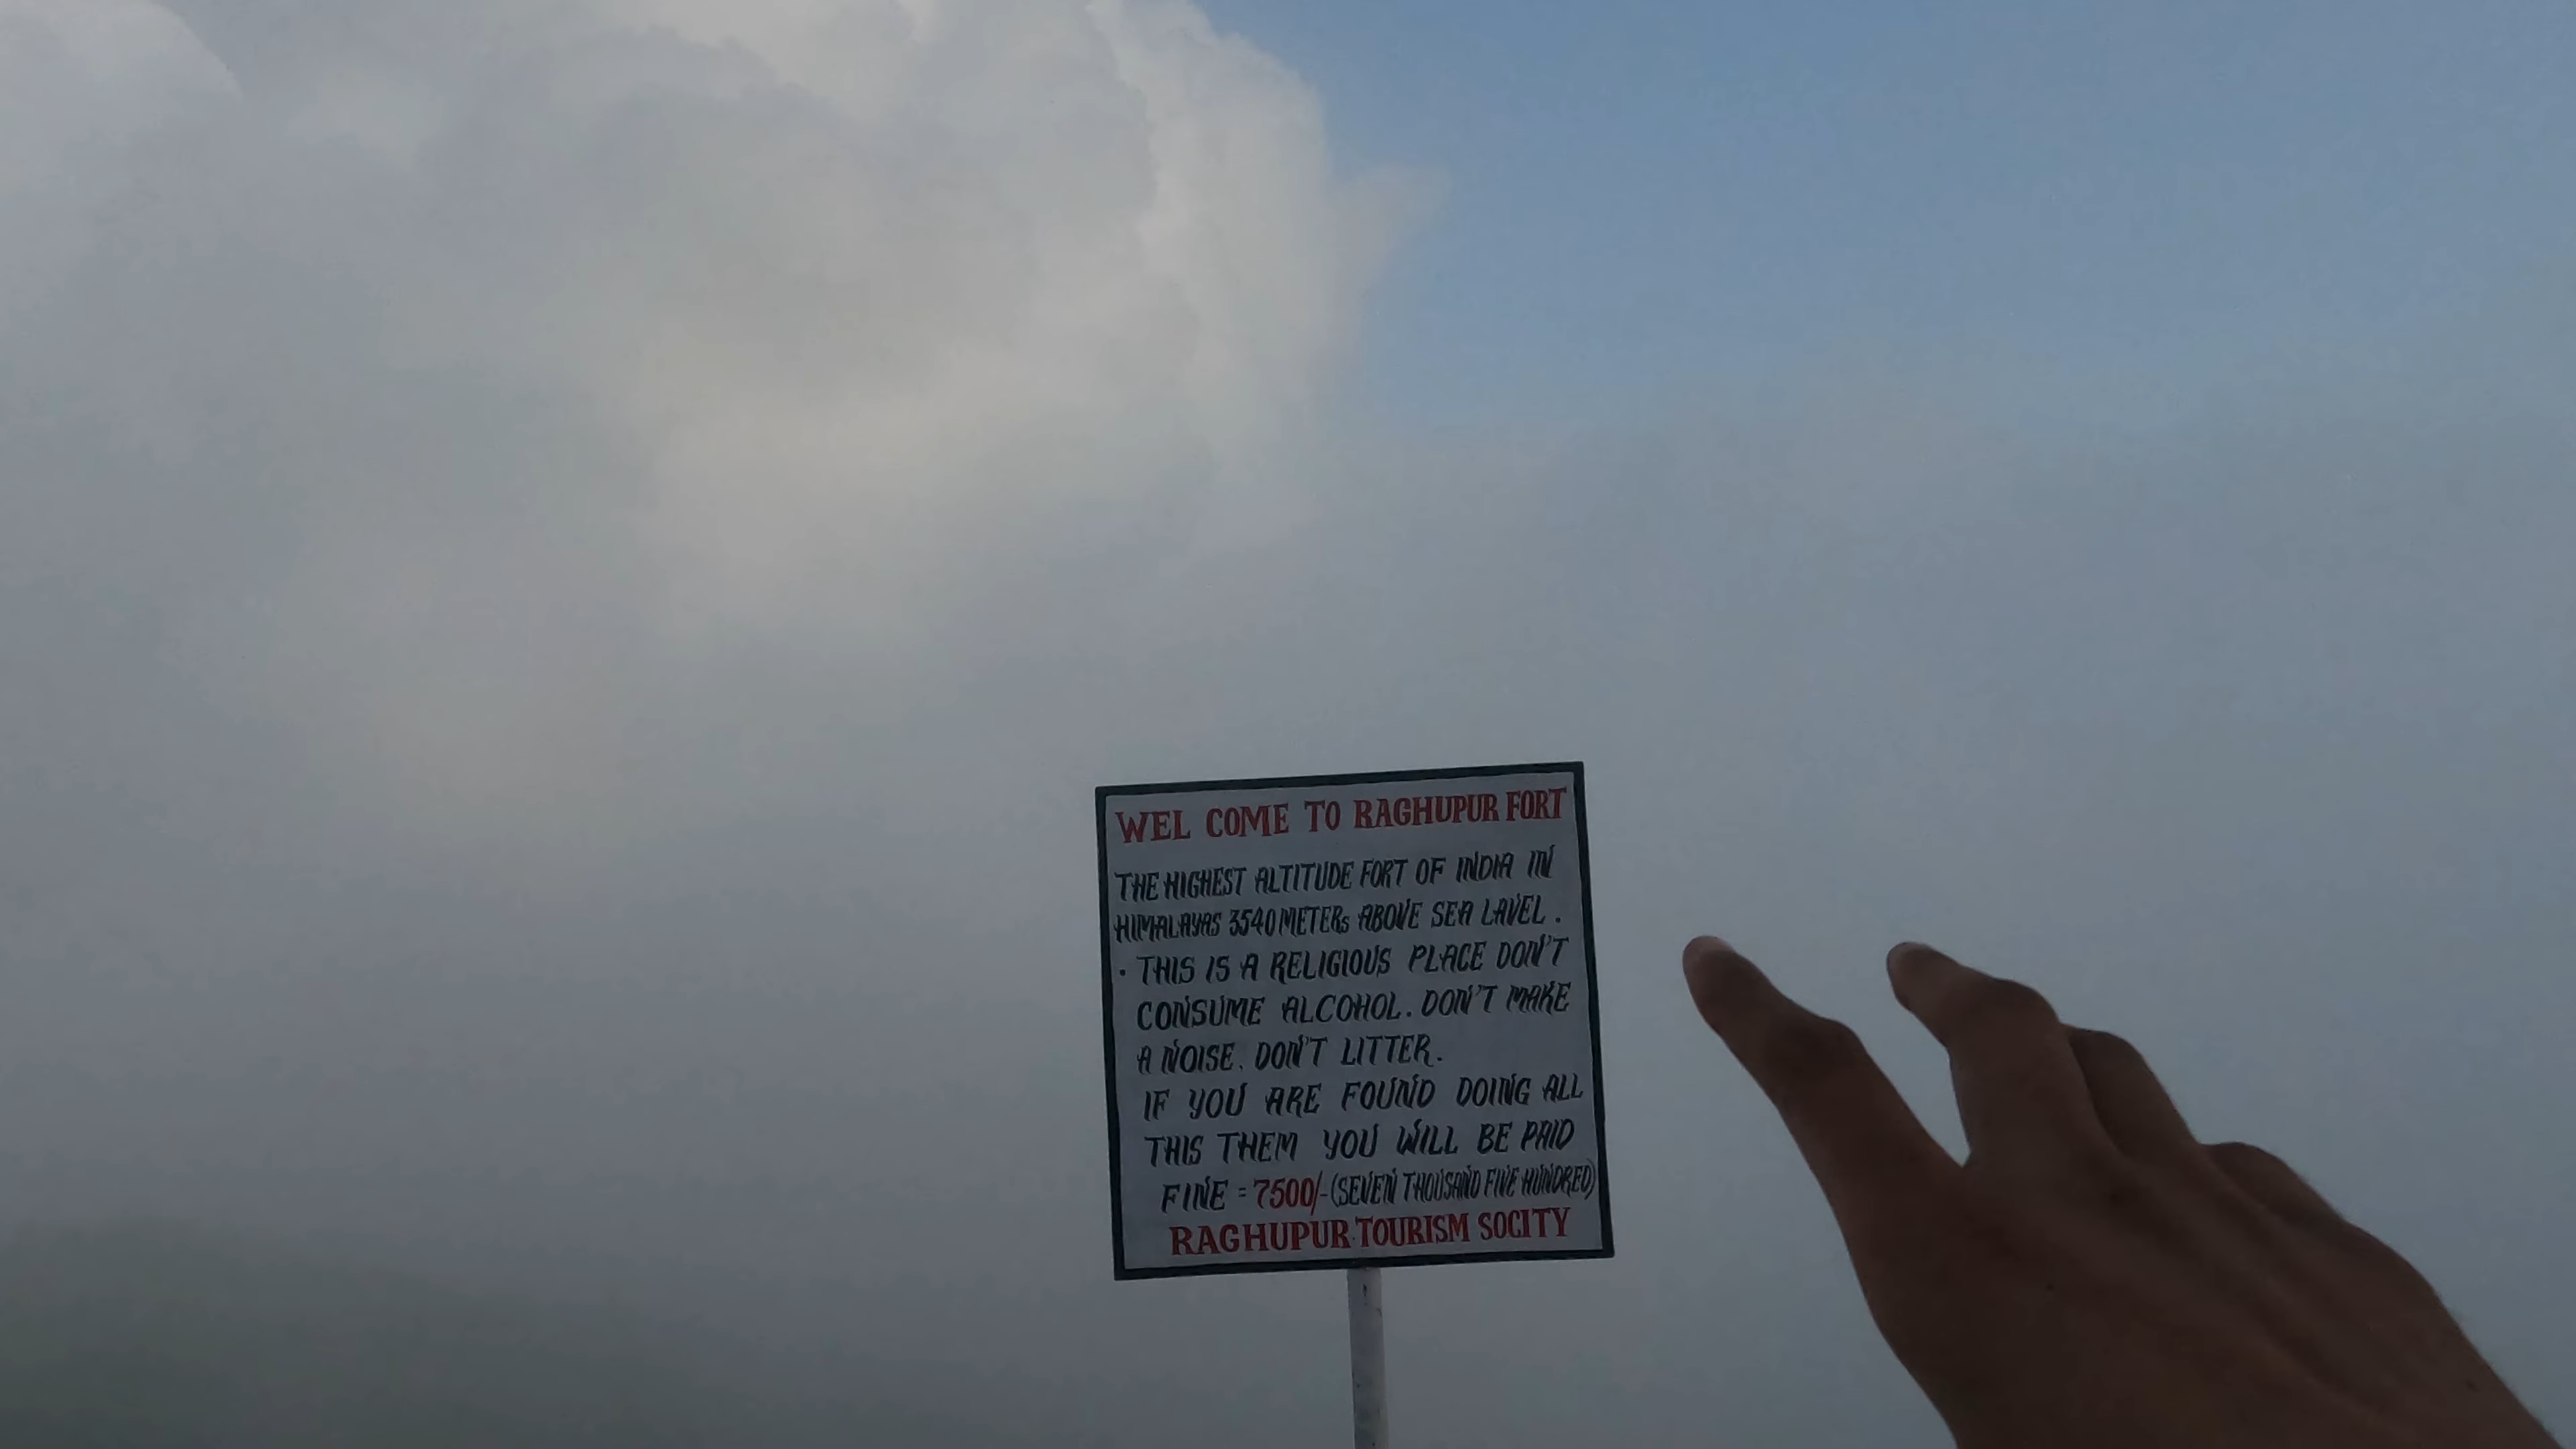 WEL COME TO RAGHUPUR FORT
THE HIGHEST ALTITUDE FORT OF INDIA IN
HIMALAYAS 3540 METERs ABOVE SEA LAVEL .
• THIS IS A RELIGIOUS PLACE DON'T
CONSUME ALCOHOL. DON'T MAKE
A NOISE. DON'T LITTER.
IF YOU ARE FOUND DOING ALL
THIS THEM YOU WILL BE PAID
FINE = 7500/- (SEVEN THOUSAND FIVE HUNDRED)
RAGHUPUR TOURISM SOCITY